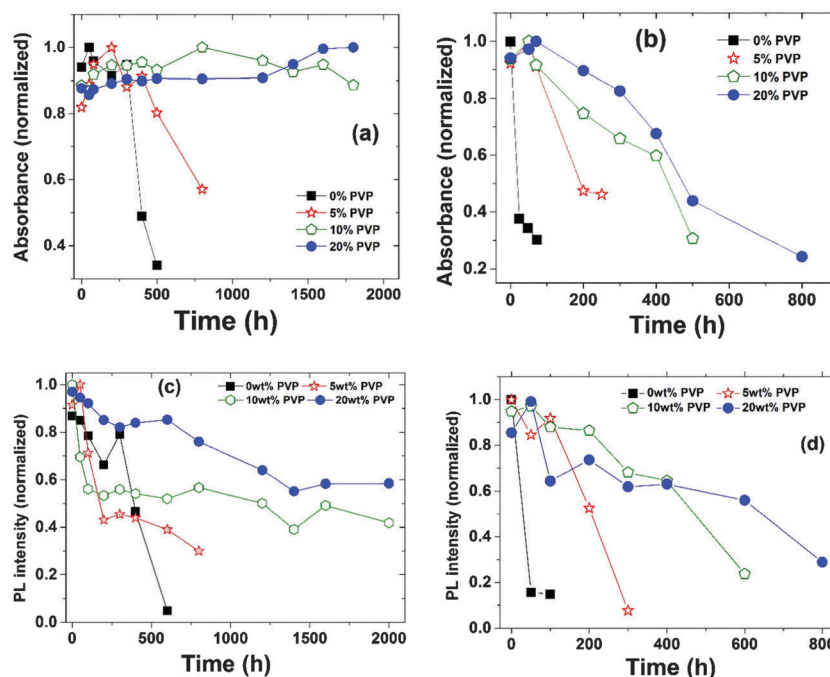 (a)
Absorbance (normalized)
1.0
0.8
0.6
0.4
0% PVP
5% PVP
10% PVP
20% PVP
0 500 1000 1500 2000
Time (h)
(b)
Absorbance (normalized)
1.0
0.8
0.6
0.4
0.2
0% PVP
5% PVP
10% PVP
20% PVP
0 200 400 600 800
Time (h)
(c)
PL intensity (normalized)
1.0
0.8
0.6
0.4
0.2
0.0
0wt% PVP 5wt% PVP
10wt% PVP 20wt% PVP
0 500 1000 1500 2000
Time (h)
(d)
PL intensity (normalized)
1.0
0.8
0.6
0.4
0.2
0.0
0wt% PVP 5wt% PVP
10wt% PVP 20wt% PVP
0 200 400 600 800
Time (h)